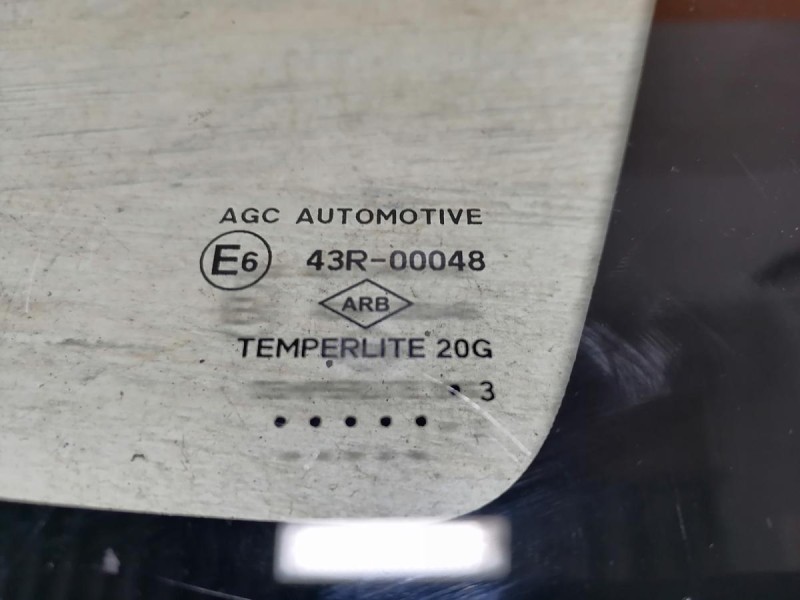 AGC AUTOMOTIVE
E6 43R-00048
ARB
TEMPERLITE 20G
• 3
• • • • •